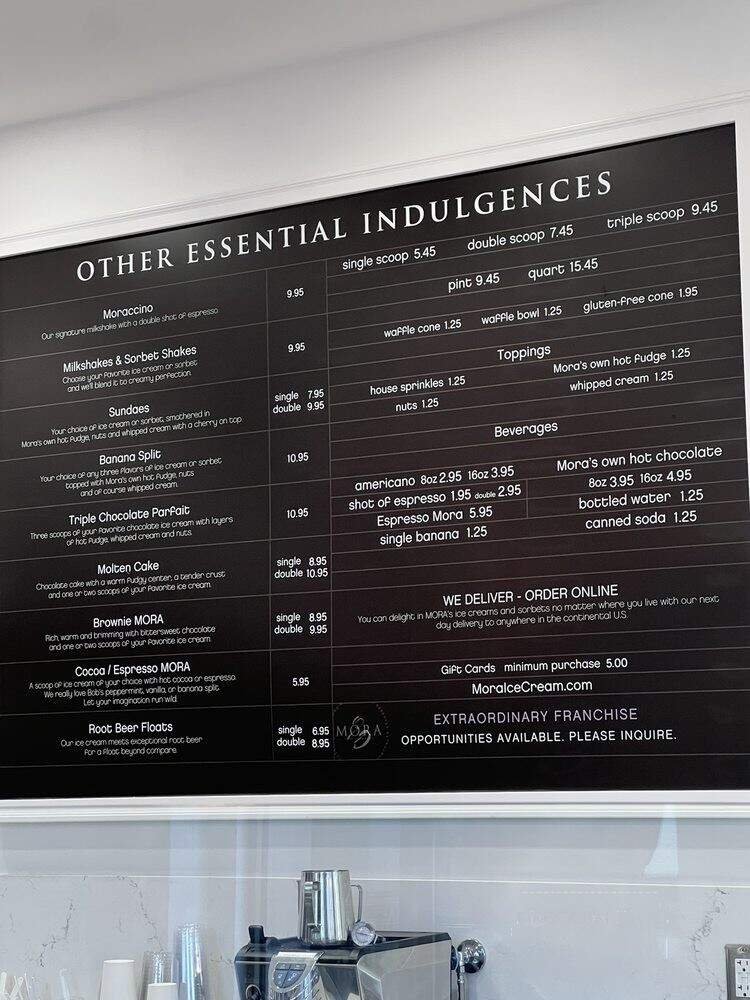 OTHER ESSENTIAL INDULGENCES
Moraccino
Our signature milkshake with a double shot of espresso
9.95
Milkshakes & Sorbet Shakes
Choose your favorite ice cream or sorbet
and we'll blend it to creamy perfection.
9.95
Sundaes
Your choice of ice cream or sorbet, smothered in
Mora's own hot fudge, nuts and whipped cream with a cherry on top
single 7.95
double 9.95
Banana Split
Your choice of any three flavors of ice cream or sorbet
topped with Mora's own hot fudge, nuts
and of course whipped cream.
10.95
Triple Chocolate Parfait
Three scoops of your favorite chocolate ice cream with layers
of hot fudge, whipped cream and nuts.
10.95
Molten Cake
Chocolate cake with a warm fudgy center, a tender crust
and one or two scoops of your favorite ice cream.
single 8.95
double 10.95
Brownie MORA
Rich, warm and brimming with bittersweet chocolate
and one or two scoops of your favorite ice cream.
single 8.95
double 9.95
Cocoa / Espresso MORA
A scoop of ice cream of your choice with hot cocoa or espresso.
We really love Bob's peppermint, vanilla, or banana split.
Let your imagination run wild.
5.95
Root Beer Floats
Our ice cream meets exceptional root beer
for a float beyond compare.
single 6.95
double 8.95
single scoop 5.45 double scoop 7.45 triple scoop 9.45
pint 9.45 quart 15.45
waffle cone 1.25 waffle bowl 1.25 gluten-free cone 1.95
Toppings
house sprinkles 1.25 Mora's own hot fudge 1.25
nuts 1.25 whipped cream 1.25
Beverages
americano 8oz 2.95 16oz 3.95
shot of espresso 1.95 double 2.95
Espresso Mora 5.95
single banana 1.25
Mora's own hot chocolate
8oz 3.95 16oz 4.95
bottled water 1.25
canned soda 1.25
WE DELIVER - ORDER ONLINE
You can delight in MORA's ice creams and sorbets no matter where you live with our next
day delivery to anywhere in the continental U.S.
Gift Cards minimum purchase 5.00
MoraIceCream.com
MORA
EXTRAORDINARY FRANCHISE
OPPORTUNITIES AVAILABLE. PLEASE INQUIRE.